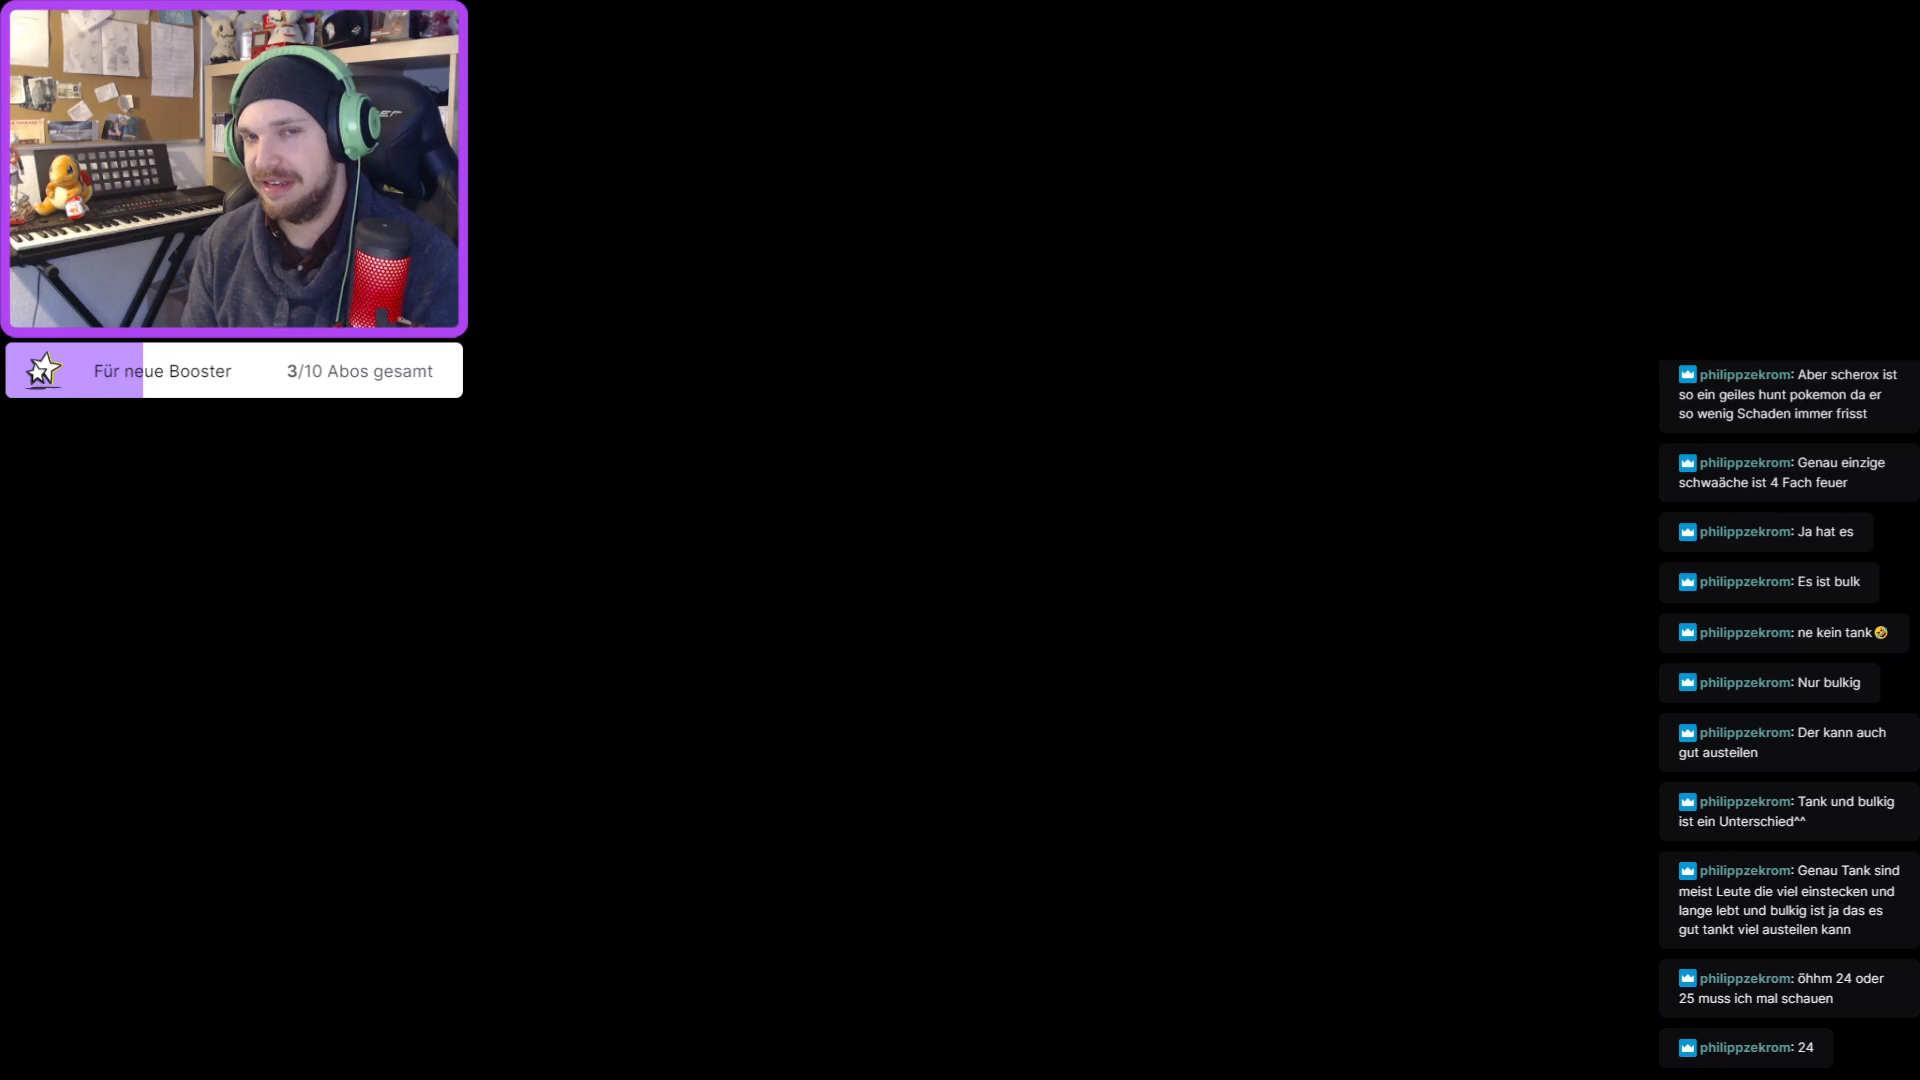 Für neue Booster 3/10 Abos gesamt
philippzekrom: Aber scherox ist
so ein geiles hunt pokemon da er
so wenig Schaden immer frisst
philippzekrom: Genau einzige
schwaäche ist 4 Fach feuer
philippzekrom: Ja hat es
philippzekrom: Es ist bulk
philippzekrom: ne kein tank🤣
philippzekrom: Nur bulkig
philippzekrom: Der kann auch
gut austeilen
philippzekrom: Tank und bulkig
ist ein Unterschied^^
philippzekrom: Genau Tank sind
meist Leute die viel einstecken und
lange lebt und bulkig ist ja das es
gut tankt viel austeilen kann
philippzekrom: öhhm 24 oder
25 muss ich mal schauen
philippzekrom: 24